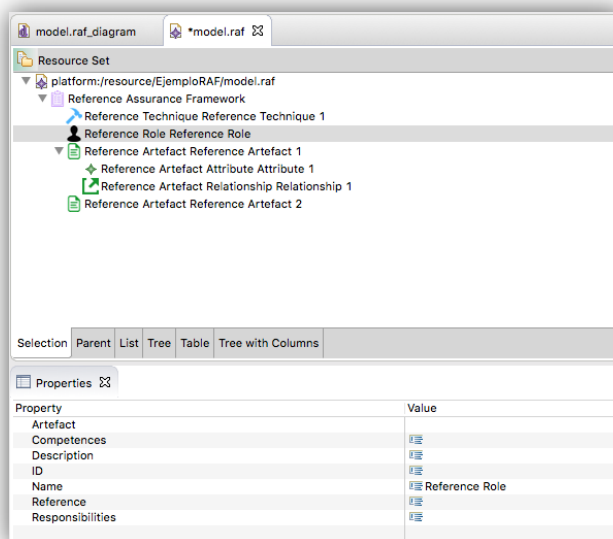 model.raf_diagram
*model.raf
Resource Set
platform:/resource/EjemploRAF/model.raf
Reference Assurance Framework
Reference Technique Reference Technique 1
Reference Role Reference Role
Reference Artefact Reference Artefact 1
Reference Artefact Attribute Attribute 1
Reference Artefact Relationship Relationship 1
Reference Artefact Reference Artefact 2
Selection Parent List Tree Table Tree with Columns
Properties
Property Value
Artefact
Competences
Description
ID
Name Reference Role
Reference
Responsibilities